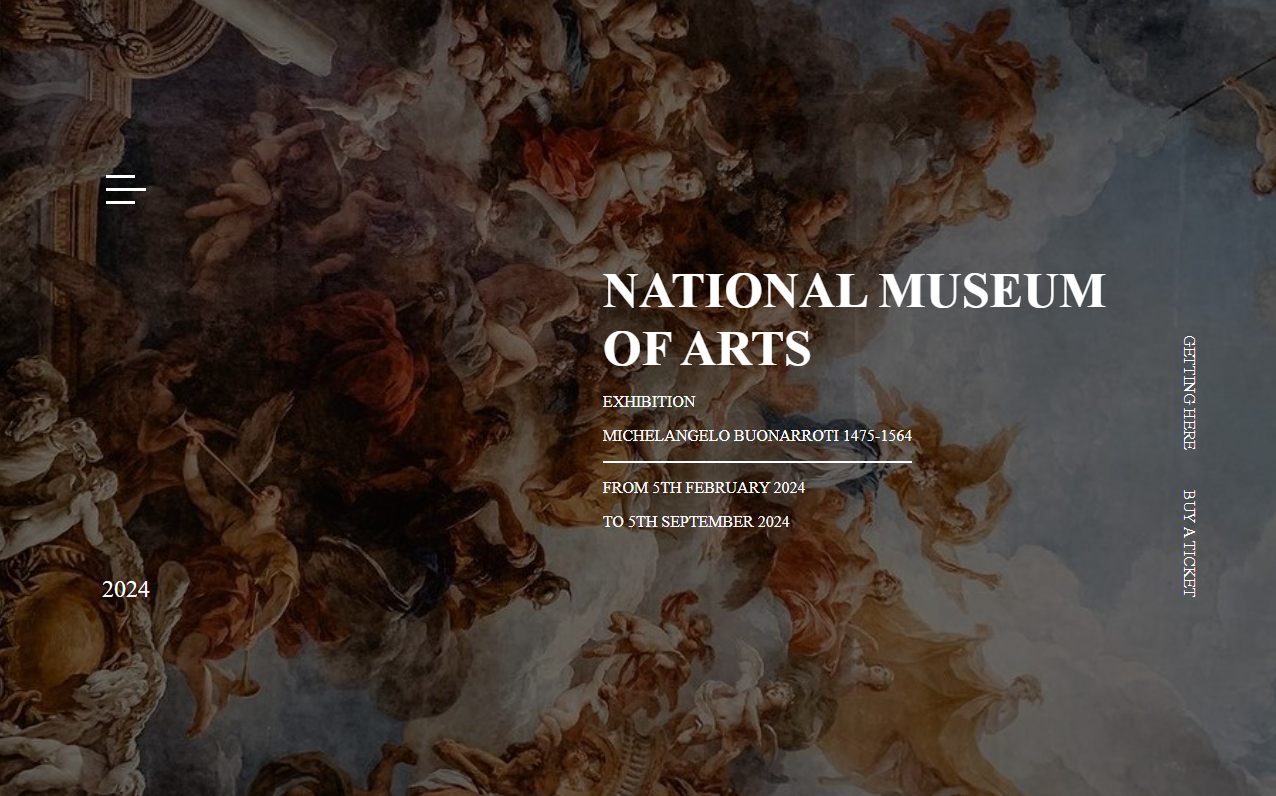 NATIONAL MUSEUM
OF ARTS
EXHIBITION
MICHELANGELO BUONARROTI 1475-1564
FROM 5TH FEBRUARY 2024
TO 5TH SEPTEMBER 2024
GETTING HERE
BUY A TICKET
2024